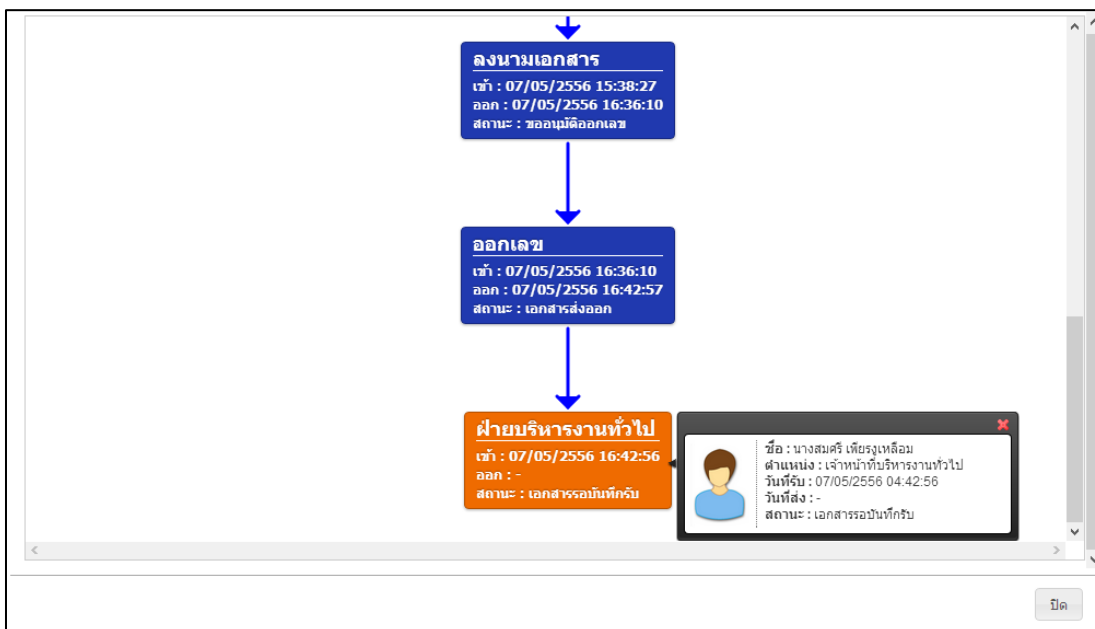 ลงนามเอกสาร
เข้า : 07/05/2556 15:38:27
ออก : 07/05/2556 16:36:10
สถานะ : ขออนุมัติออกเลข
ออกเลข
เข้า : 07/05/2556 16:36:10
ออก : 07/05/2556 16:42:57
สถานะ : เอกสารส่งออก
ฝ่ายบริหารงานทั่วไป
เข้า : 07/05/2556 16:42:56
ออก : -
สถานะ : เอกสารรอบันทึกรับ
ชื่อ : นางสมศรี เพียรงูเหลือม
ตำแหน่ง : เจ้าหน้าที่บริหารงานทั่วไป
วันที่รับ : 07/05/2556 04:42:56
วันที่ส่ง : -
สถานะ : เอกสารรอบันทึกรับ
ปิด